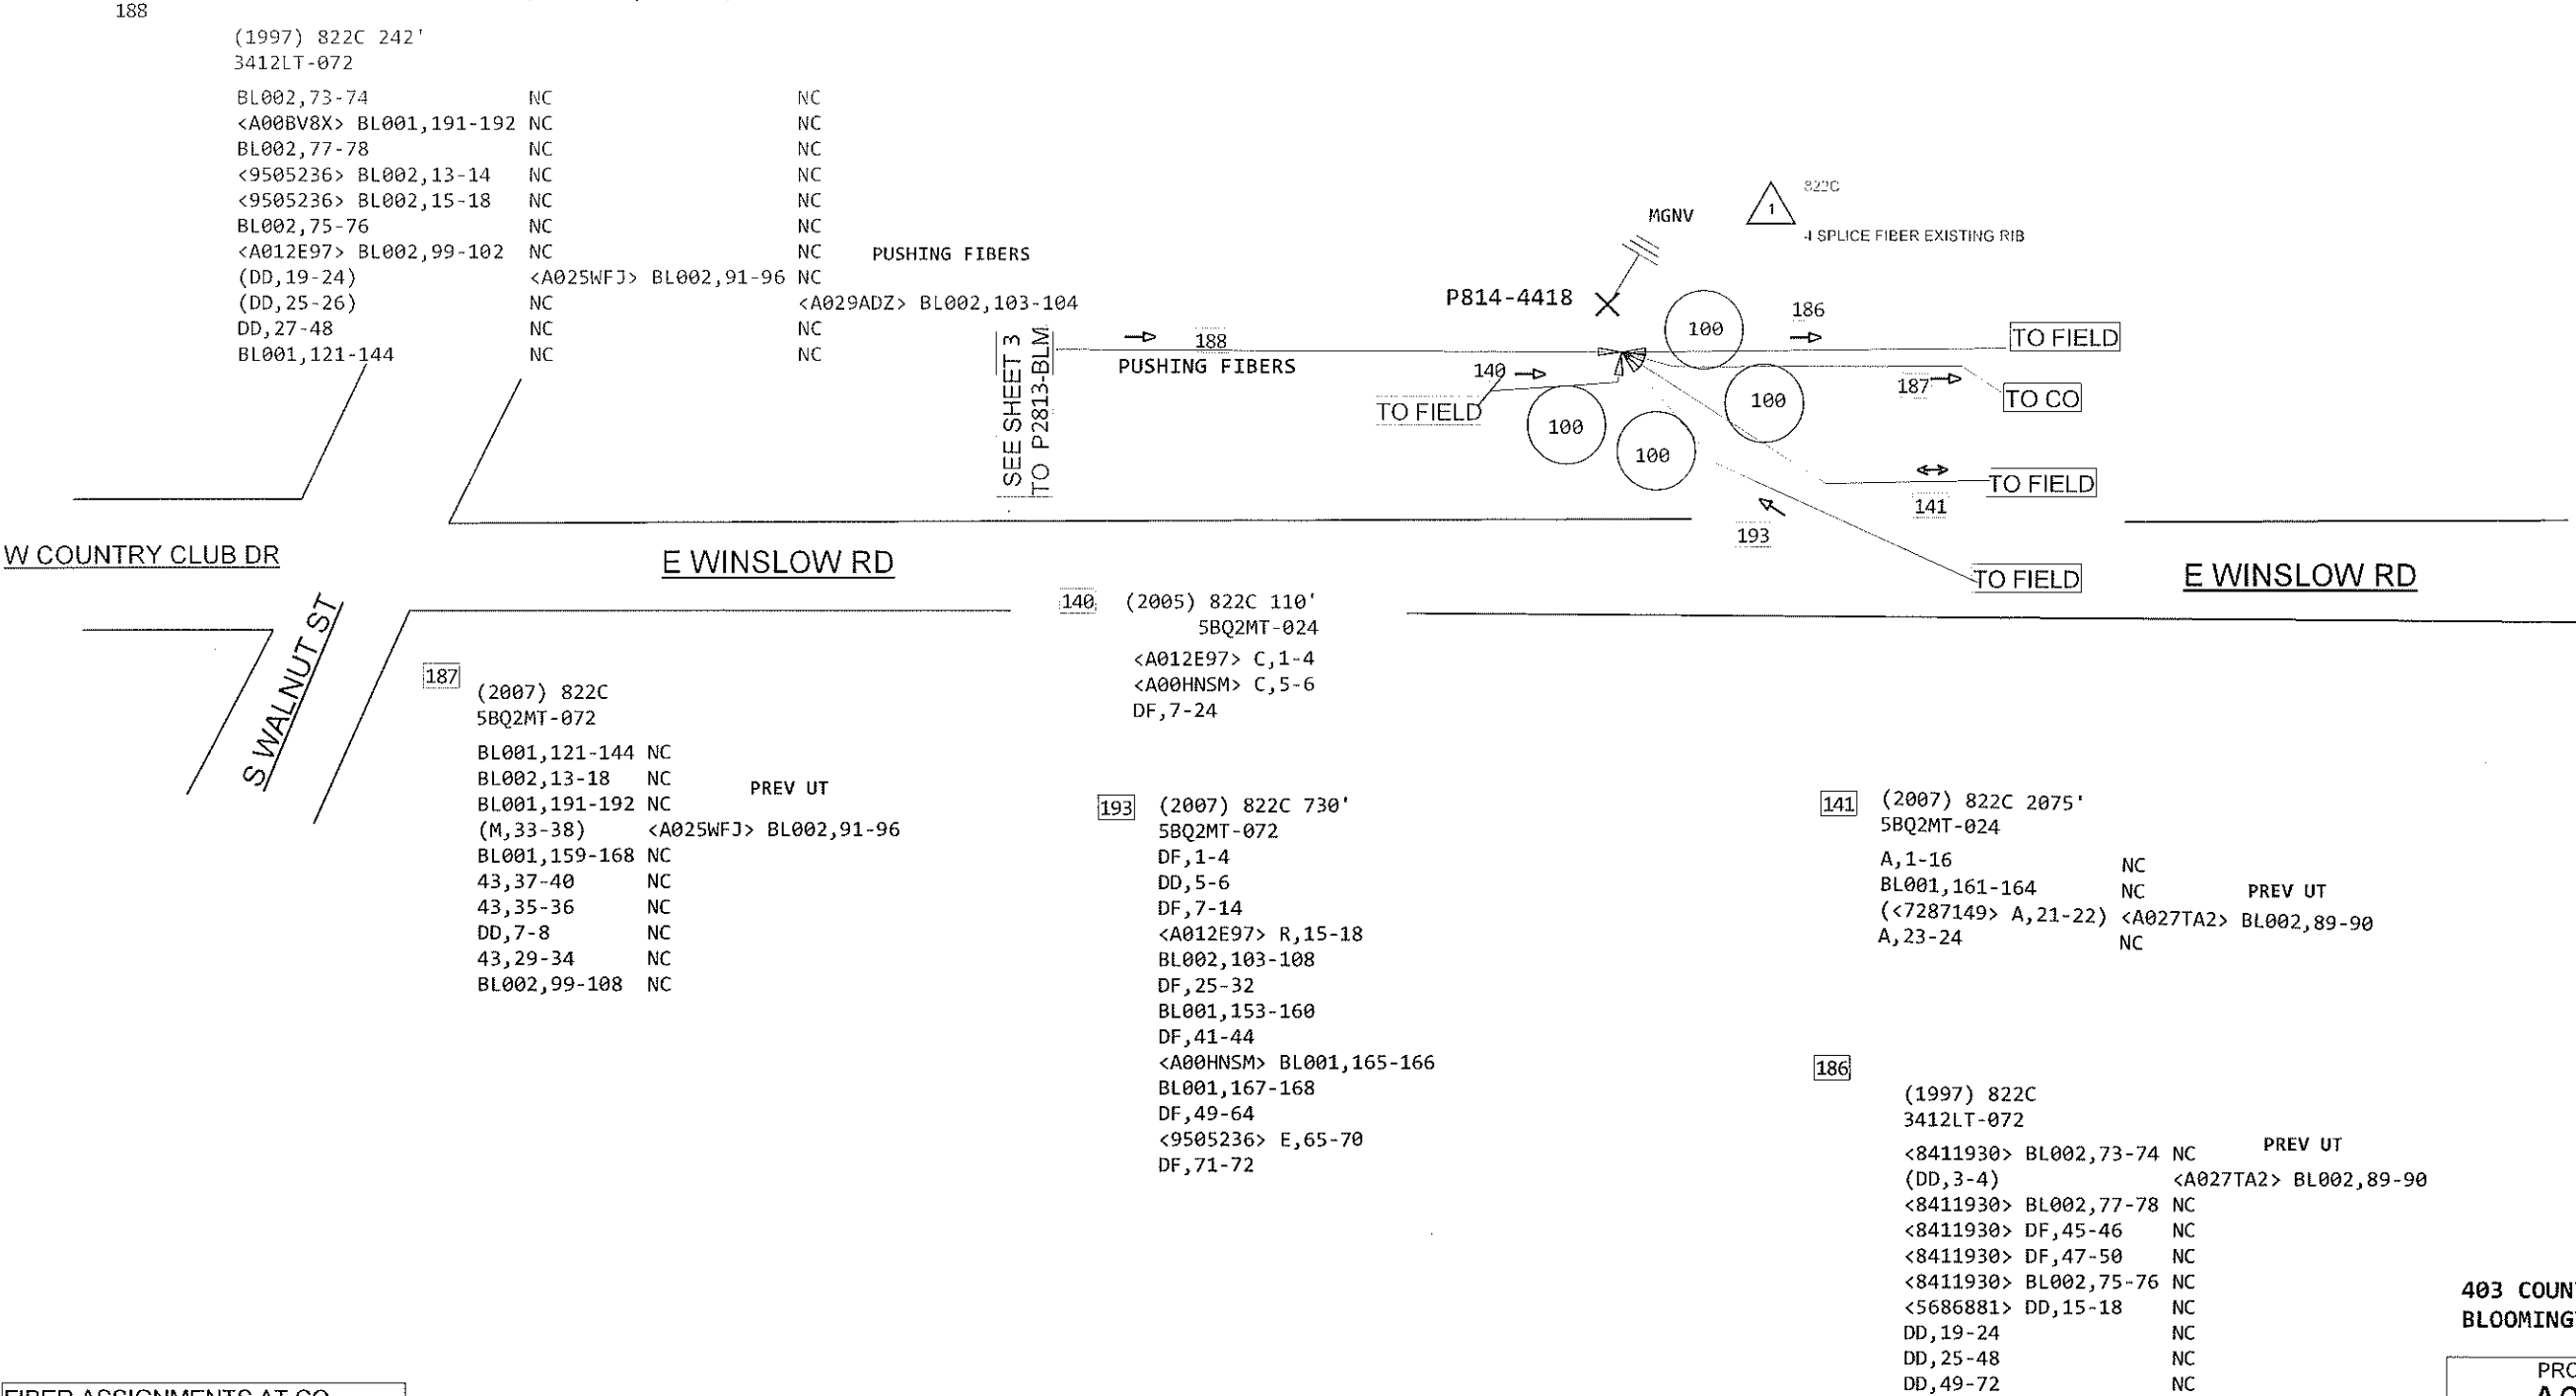 188
(1997) 822C 242'
3412LT-072
BL002,73-74 NC NC
<A00BV8X> BL001,191-192 NC NC
BL002,77-78 NC NC
<9505236> BL002,13-14 NC NC
<9505236> BL002,15-18 NC NC
BL002,75-76 NC NC
<A012E97> BL002,99-102 NC NC
PUSHING FIBERS
(DD,19-24) <A025WFJ> BL002,91-96 NC
(DD,25-26) NC <A029ADZ> BL002,103-104
DD,27-48 NC NC
BL001,121-144 NC NC
SEE SHEET 3
TO P2813-BLM
188
PUSHING FIBERS
MGNV
1
822C
4 SPLICE FIBER EXISTING RIB
P814-4418
100
186
TO FIELD
140
TO FIELD
187
TO CO
100
100
100
TO FIELD
141
193
TO FIELD
W COUNTRY CLUB DR
E WINSLOW RD
E WINSLOW RD
S WALNUT ST
140 (2005) 822C 110'
5BQ2MT-024
<A012E97> C,1-4
<A00HNSM> C,5-6
DF,7-24
187
(2007) 822C
5BQ2MT-072
BL001,121-144 NC
BL002,13-18 NC
PREV UT
BL001,191-192 NC
(M,33-38) <A025WFJ> BL002,91-96
BL001,159-168 NC
43,37-40 NC
43,35-36 NC
DD,7-8 NC
43,29-34 NC
BL002,99-108 NC
193 (2007) 822C 730'
5BQ2MT-072
DF,1-4
DD,5-6
DF,7-14
<A012E97> R,15-18
BL002,103-108
DF,25-32
BL001,153-160
DF,41-44
<A00HNSM> BL001,165-166
BL001,167-168
DF,49-64
<9505236> E,65-70
DF,71-72
141 (2007) 822C 2075'
5BQ2MT-024
A,1-16 NC
BL001,161-164 NC PREV UT
(<7287149> A,21-22) <A027TA2> BL002,89-90
A,23-24 NC
186
(1997) 822C
3412LT-072
PREV UT
<8411930> BL002,73-74 NC
(DD,3-4) <A027TA2> BL002,89-90
<8411930> BL002,77-78 NC
<8411930> DF,45-46 NC
<8411930> DF,47-50 NC
<8411930> BL002,75-76 NC
<5686881> DD,15-18 NC
DD,19-24 NC
DD,25-48 NC
DD,49-72 NC
403 COUN
BLOOMING
PRO
FIBER ASSIGNMENTS AT CO